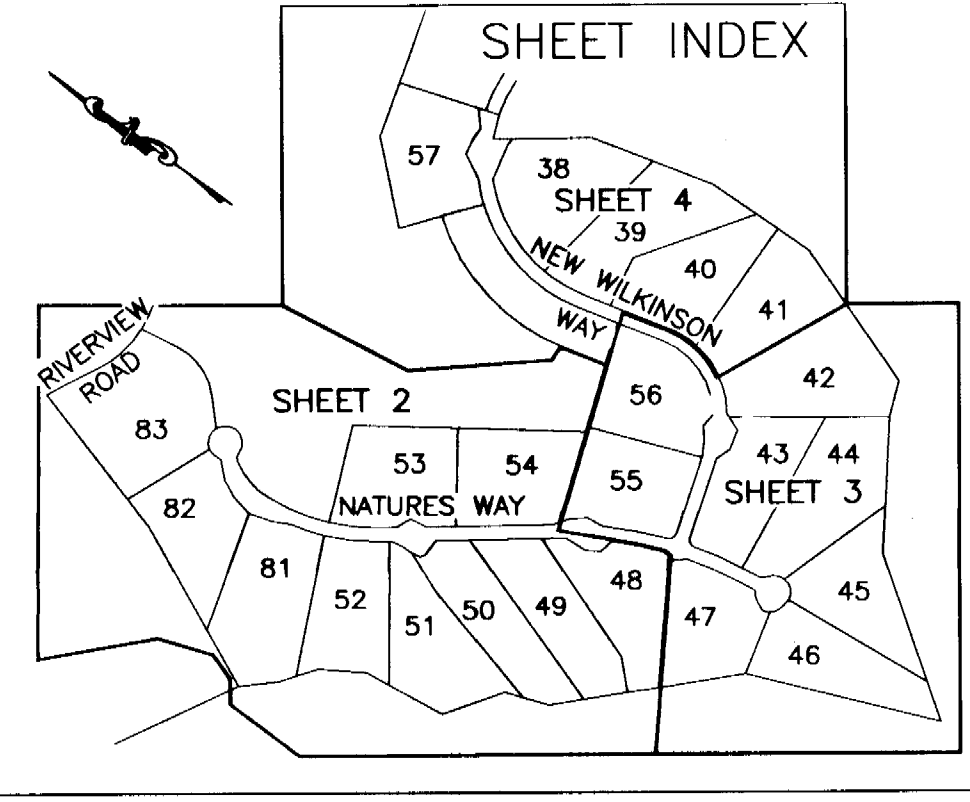 SHEET INDEX
57
38
SHEET 4
39
NEW WILKINSON
WAY
40
41
RIVERVIEW
ROAD
SHEET 2
56
42
83
53
54
55
43
44
SHEET 3
82
NATURES WAY
81
52
51
50
49
48
47
45
46